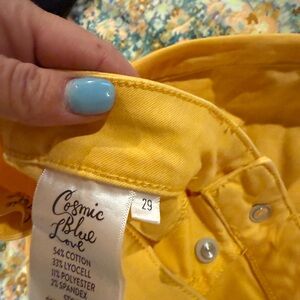 Cosmic
Blue
Love
29
54% COTTON
33% LYOCELL
11% POLYESTER
2% SPANDEX